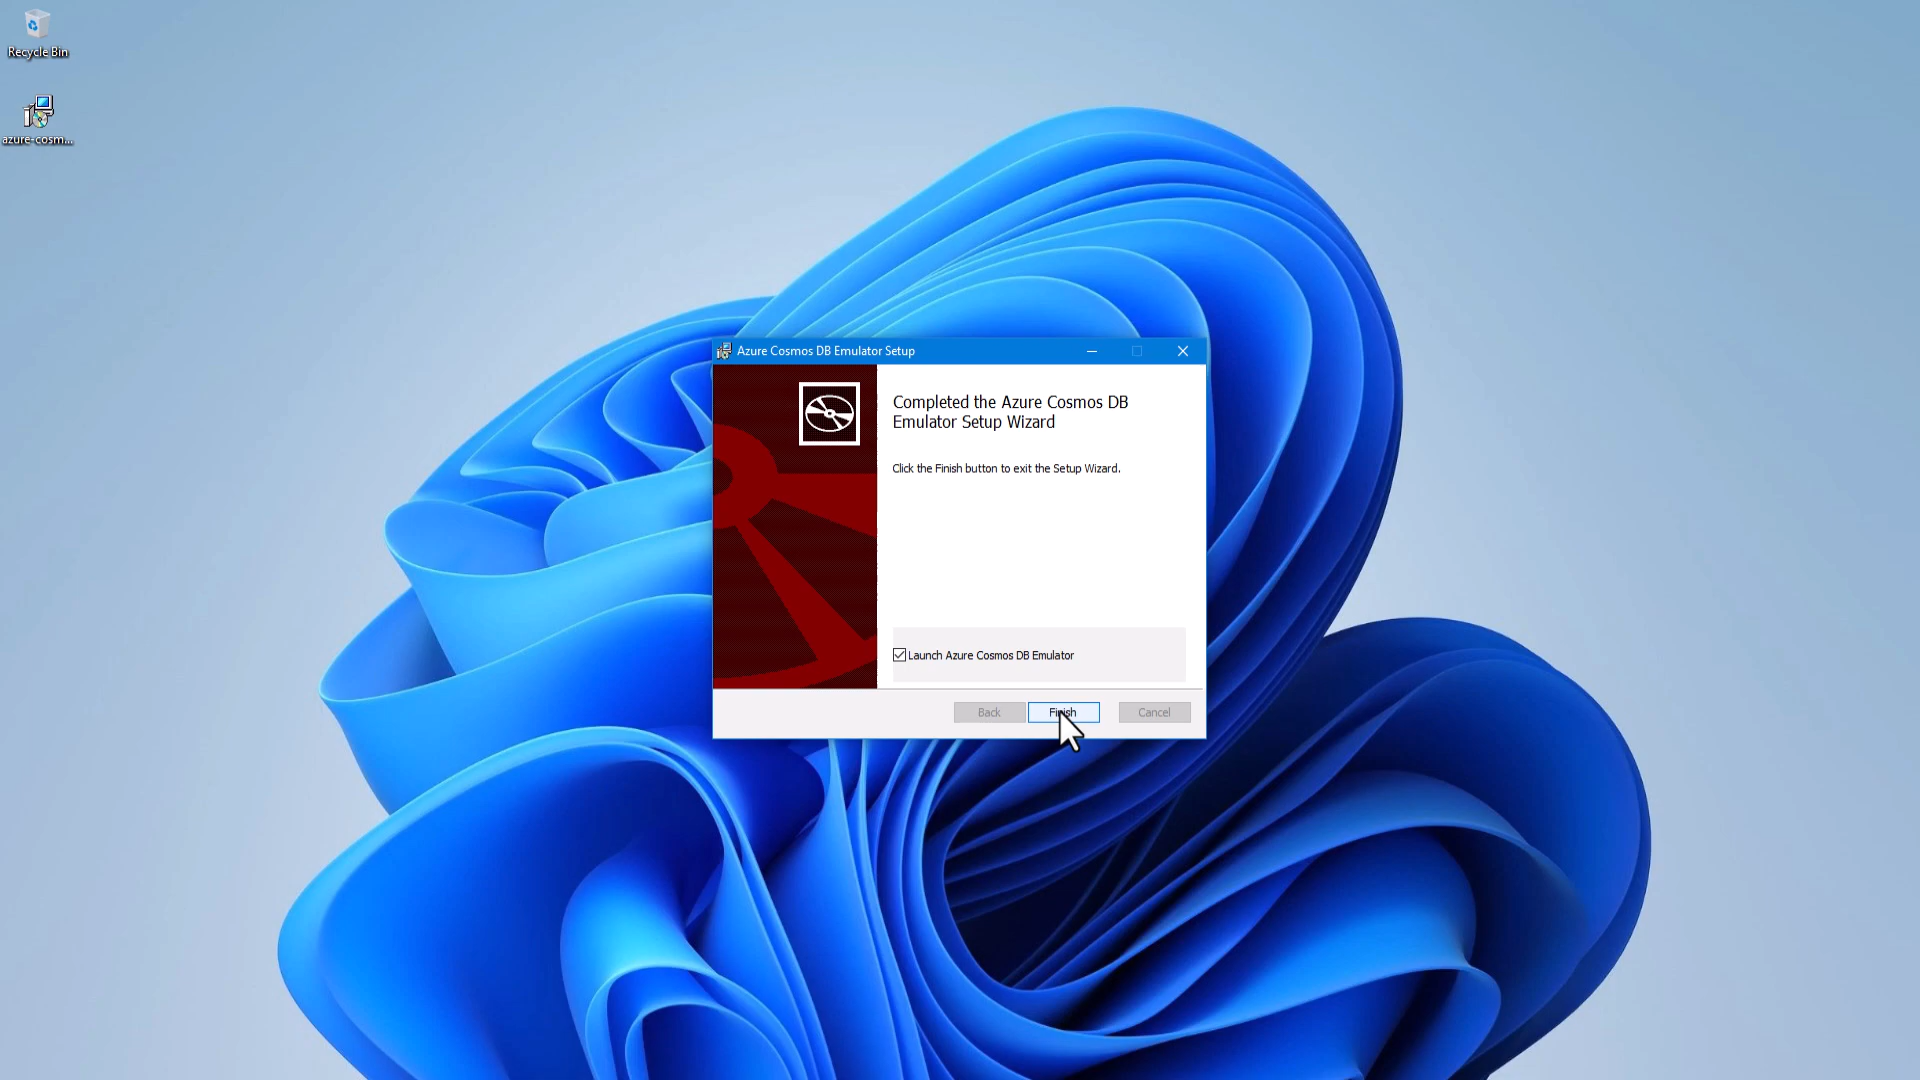 Recycle Bin
azure-cosm...
Azure Cosmos DB Emulator Setup
Completed the Azure Cosmos DB
Emulator Setup Wizard
Click the Finish button to exit the Setup Wizard.
Launch Azure Cosmos DB Emulator
Back
Finish
Cancel